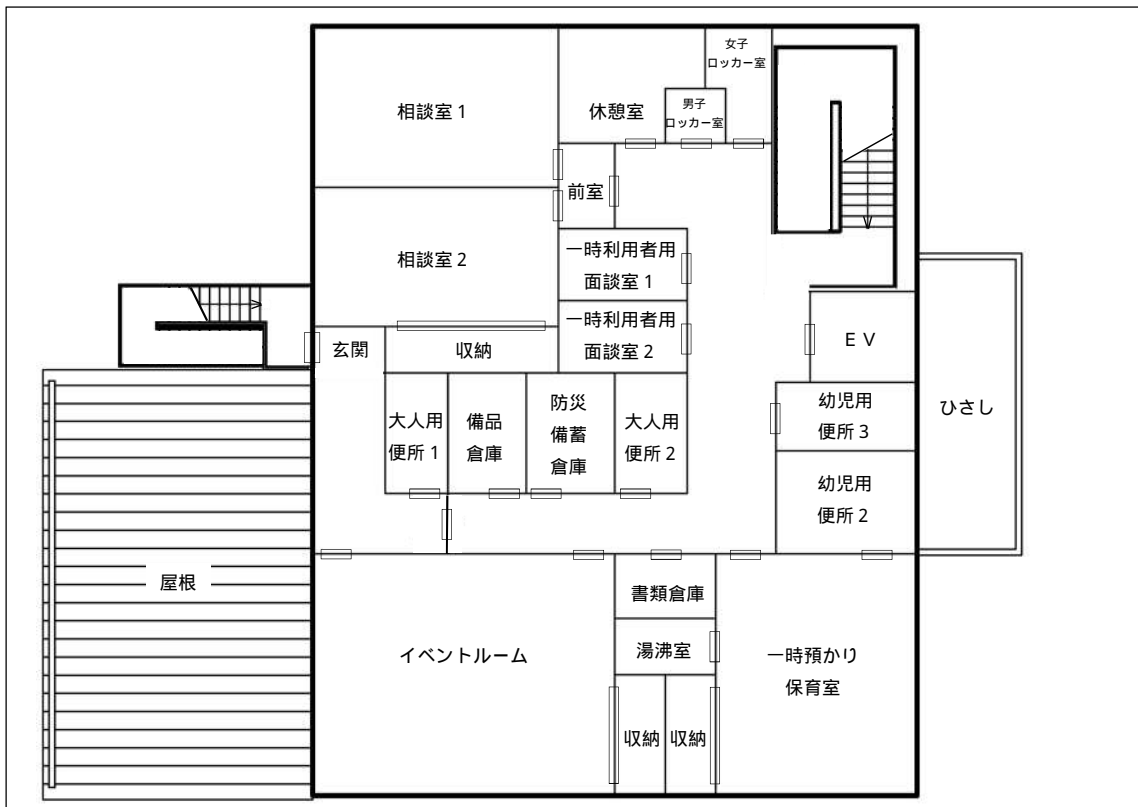 女子
ロッカー室
相談室1
休憩室
男子
ロッカー室
前室
相談室2
一時利用者用
面談室1
一時利用者用
面談室2
玄関
収納
EV
大人用
便所1
備品
倉庫
防災
備蓄
倉庫
大人用
便所2
幼児用
便所3
ひさし
幼児用
便所2
屋根
書類倉庫
イベントルーム
湯沸室
一時預かり
保育室
収納
収納